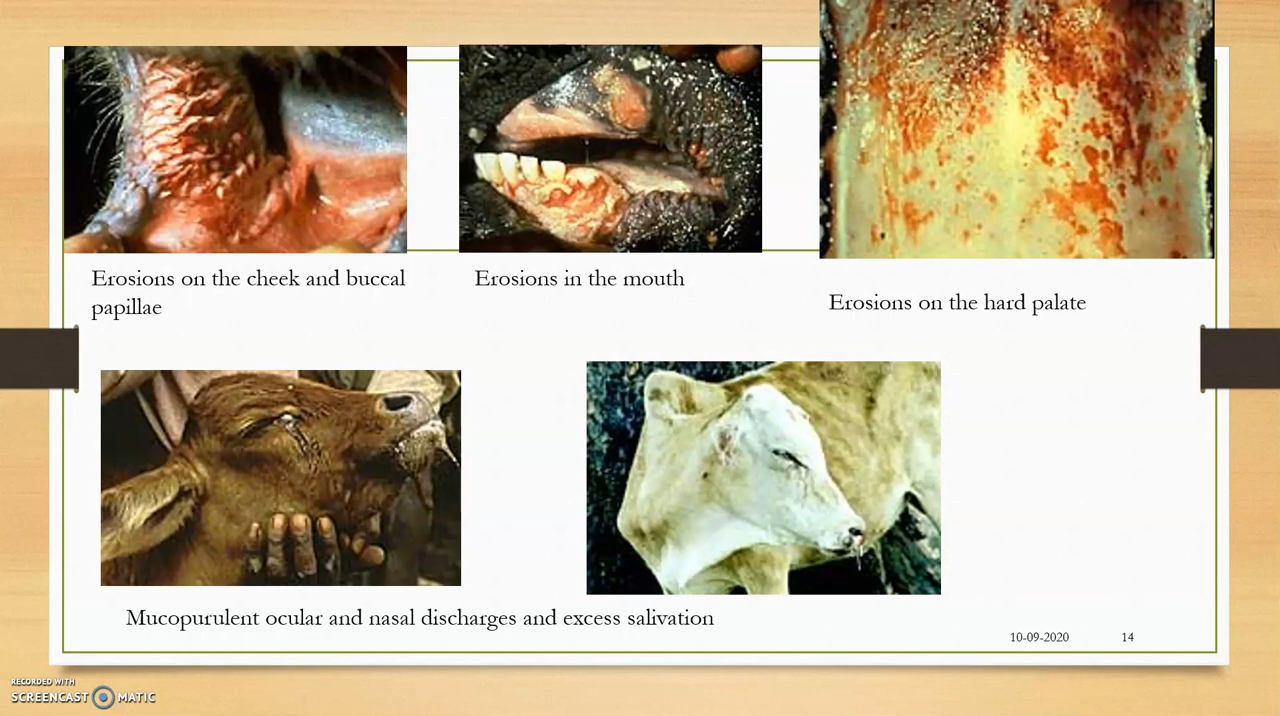 Erosions on the cheek and buccal
papillae
Erosions in the mouth
Erosions on the hard palate
Mucopurulent ocular and nasal discharges and excess salivation
10-09-2020
14
RECORDED WITH
SCREENCAST MATIC